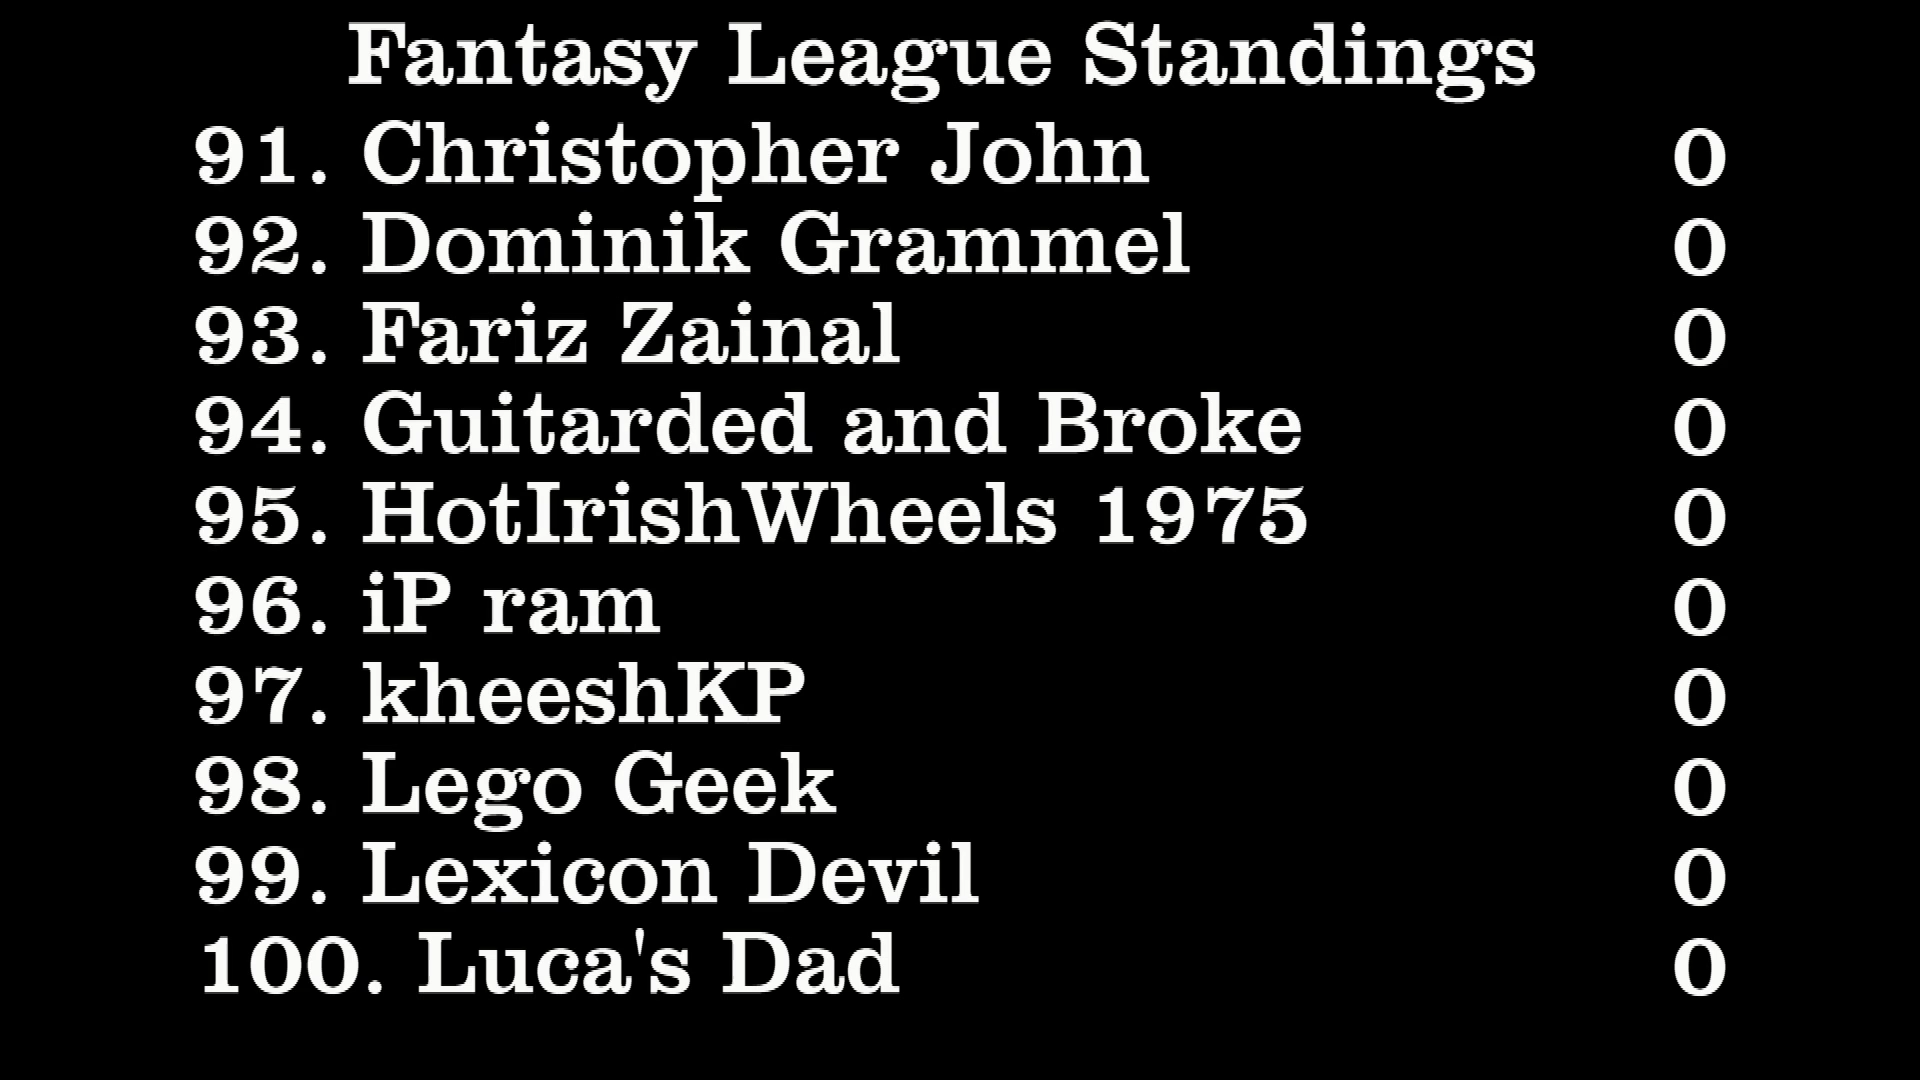 Fantasy League Standings
91. Christopher John 0
92. Dominik Grammel 0
93. Fariz Zainal 0
94. Guitarded and Broke 0
95. HotIrishWheels 1975 0
96. iP ram 0
97. kheeshKP 0
98. Lego Geek 0
99. Lexicon Devil 0
100. Luca's Dad 0